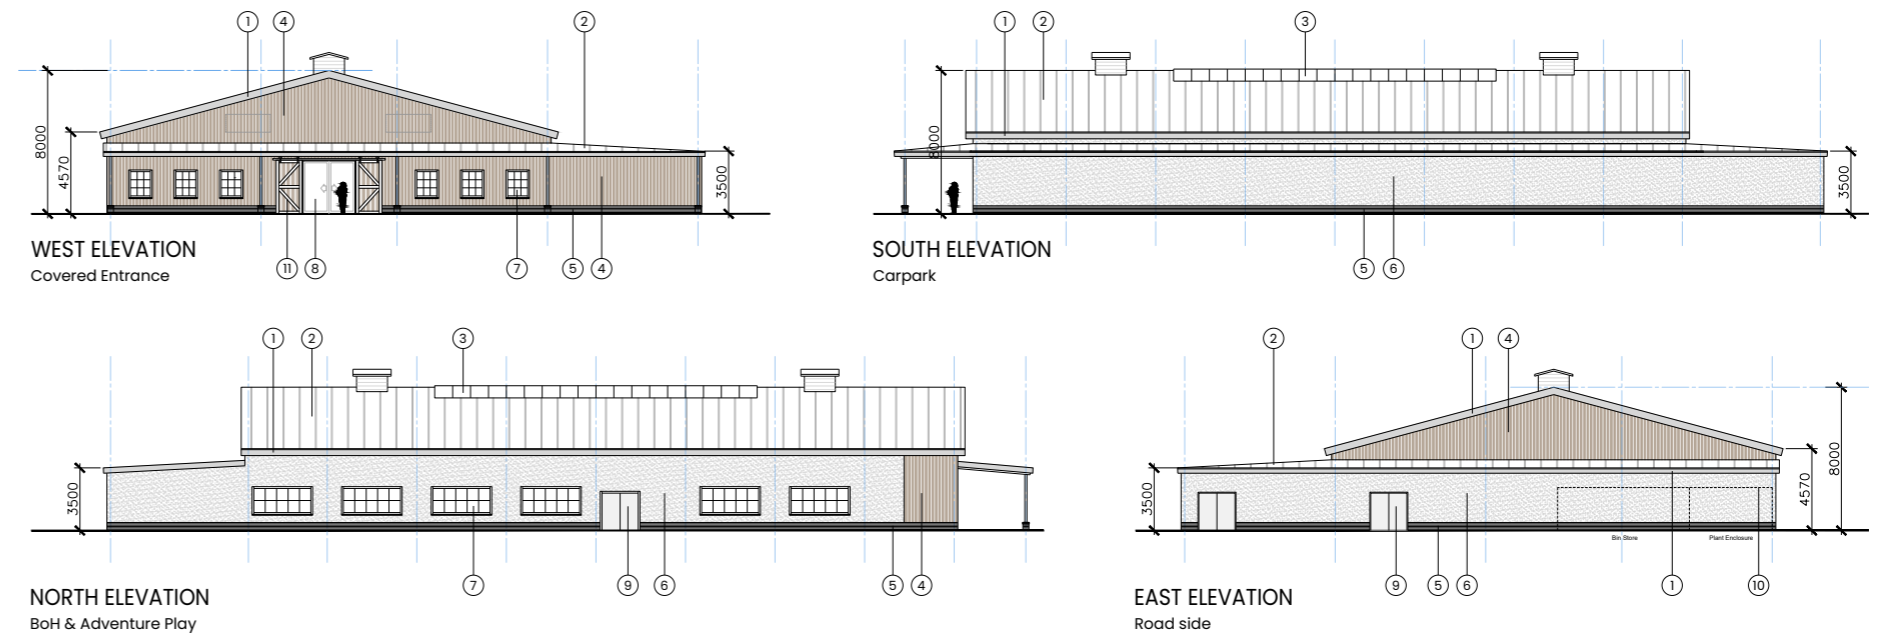 1 4 2
8000
4570
3500
WEST ELEVATION
Covered Entrance
11 8 7 5 4
1 2 3
8000
3500
SOUTH ELEVATION
Carpark
5 6
1 2 3
3500
NORTH ELEVATION
BoH & Adventure Play
7 9 6 5 4
2 1 4
3500
4570
8000
Bin Store
Plant Enclosure
EAST ELEVATION
Road side
9 5 6 1 10